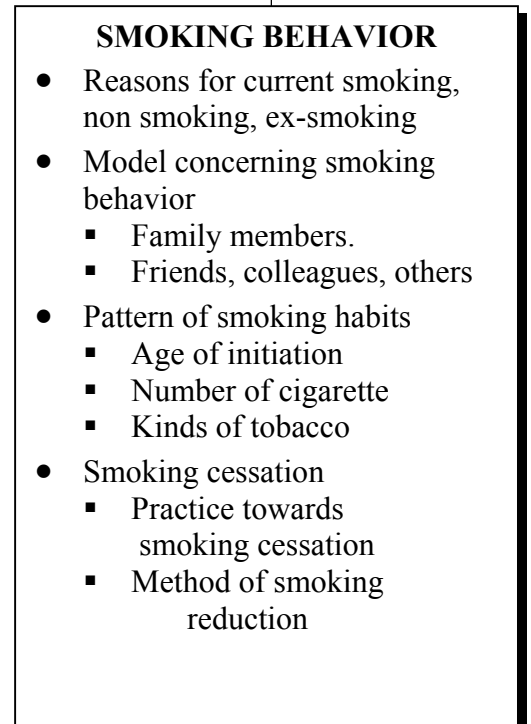 SMOKING BEHAVIOR
● Reasons for current smoking,
non smoking, ex-smoking
● Model concerning smoking
behavior
▪ Family members.
▪ Friends, colleagues, others
● Pattern of smoking habits
▪ Age of initiation
▪ Number of cigarette
▪ Kinds of tobacco
● Smoking cessation
▪ Practice towards
smoking cessation
▪ Method of smoking
reduction